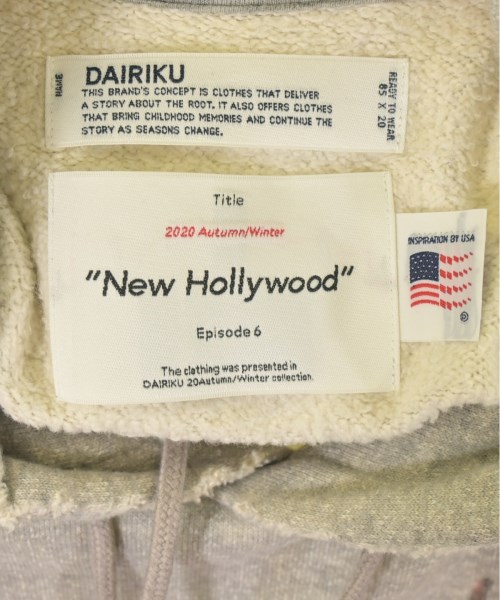 NAME
DAIRIKU
THIS BRAND'S CONCEPT IS CLOTHES THAT DELIVER
A STORY ABOUT THE ROOT. IT ALSO OFFERS CLOTHES
THAT BRING CHILDHOOD MEMORIES AND CONTINUE THE
STORY AS SEASONS CHANGE.
READY TO WEAR
85 X 20
Title
2020 Autumn/Winter
"New Hollywood"
Episode 6
The clothing was presented in
DAIRIKU 20Autumn/Winter collection.
INSPIRATION BY USA
®